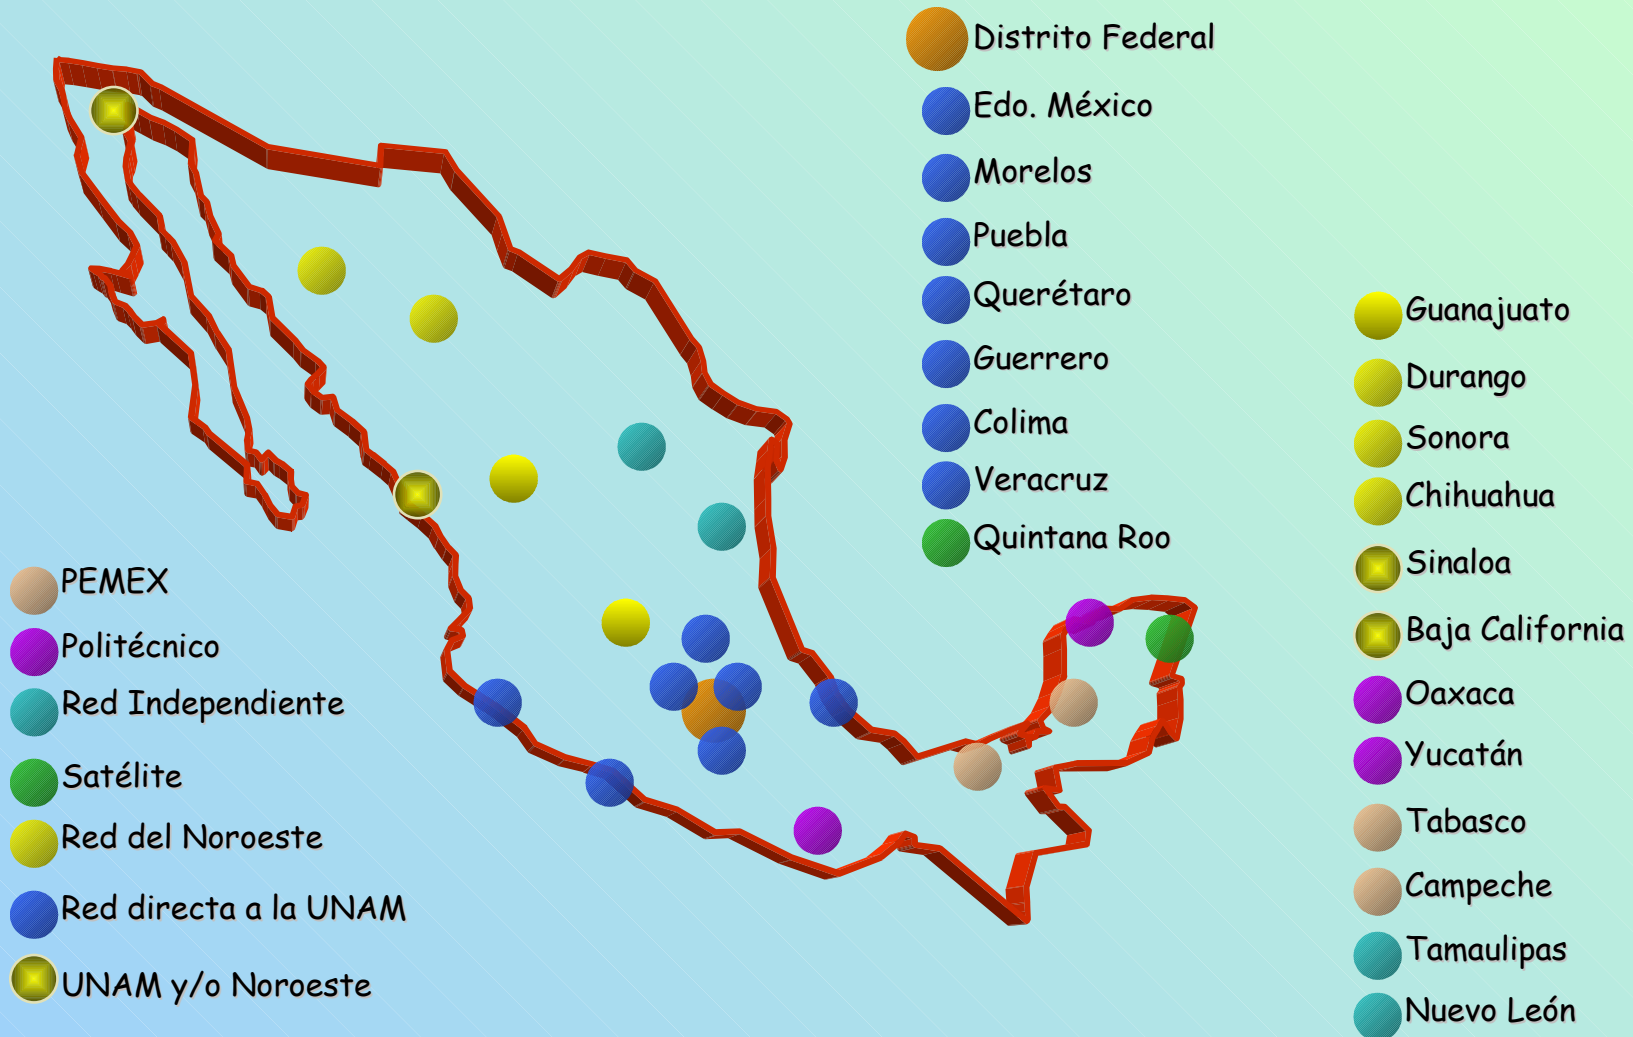 Distrito Federal
Edo. México
Morelos
Puebla
Querétaro
Guerrero
Colima
Veracruz
Quintana Roo
Guanajuato
Durango
Sonora
Chihuahua
Sinaloa
Baja California
Oaxaca
Yucatán
Tabasco
Campeche
Tamaulipas
Nuevo León
PEMEX
Politécnico
Red Independiente
Satélite
Red del Noroeste
Red directa a la UNAM
UNAM y/o Noroeste